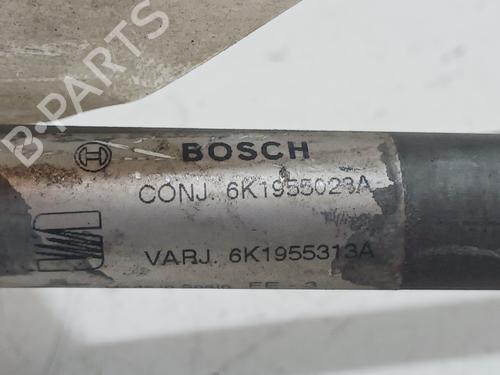 B-PARTS
BOSCH
CONJ. 6K1955023A
VARJ. 6K1955313A